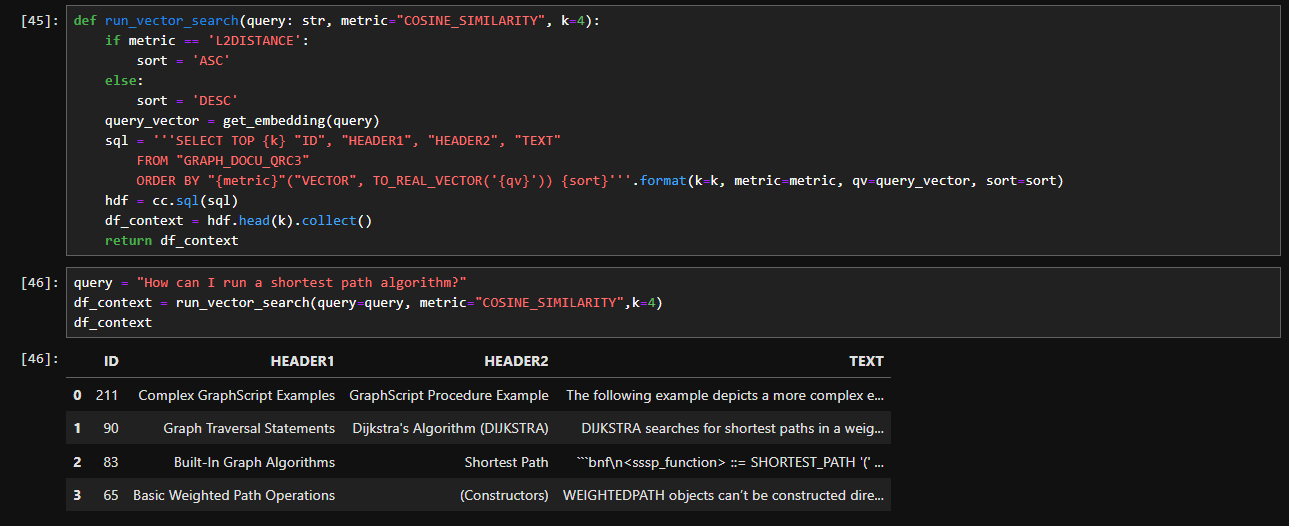 [45]: def run_vector_search(query: str, metric="COSINE_SIMILARITY", k=4):
    if metric == 'L2DISTANCE':
        sort = 'ASC'
    else:
        sort = 'DESC'
    query_vector = get_embedding(query)
    sql = '''SELECT TOP {k} "ID", "HEADER1", "HEADER2", "TEXT"
        FROM "GRAPH_DOCU_QRC3"
        ORDER BY "{metric}"("VECTOR", TO_REAL_VECTOR('{qv}')) {sort}'''.format(k=k, metric=metric, qv=query_vector, sort=sort)
    hdf = cc.sql(sql)
    df_context = hdf.head(k).collect()
    return df_context
[46]: query = "How can I run a shortest path algorithm?"
df_context = run_vector_search(query=query, metric="COSINE_SIMILARITY",k=4)
df_context
[46]: ID HEADER1 HEADER2 TEXT
0 211 Complex GraphScript Examples GraphScript Procedure Example The following example depicts a more complex e...
1 90 Graph Traversal Statements Dijkstra's Algorithm (DIJKSTRA) DIJKSTRA searches for shortest paths in a weig...
2 83 Built-In Graph Algorithms Shortest Path ```bnf\n<sssp_function> ::= SHORTEST_PATH '(' ...
3 65 Basic Weighted Path Operations (Constructors) WEIGHTEDPATH objects can’t be constructed dire...